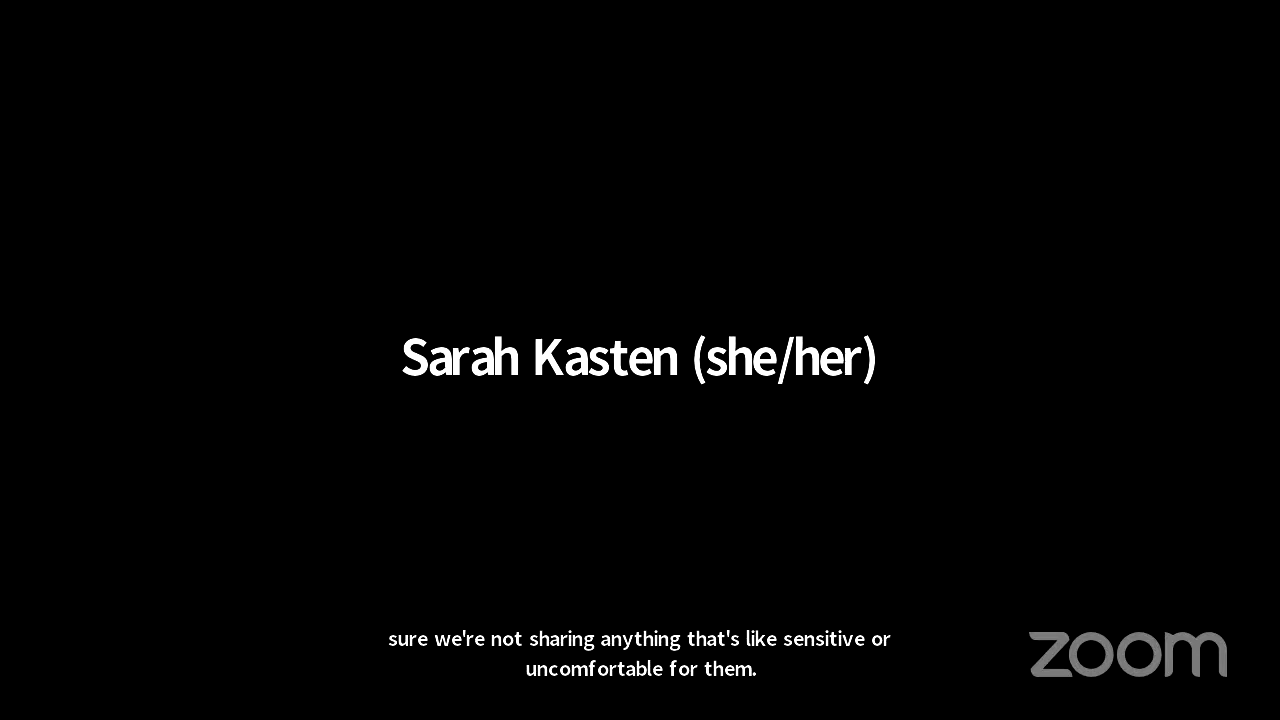 Sarah Kasten (she/her)
sure we're not sharing anything that's like sensitive or
uncomfortable for them.
zoom